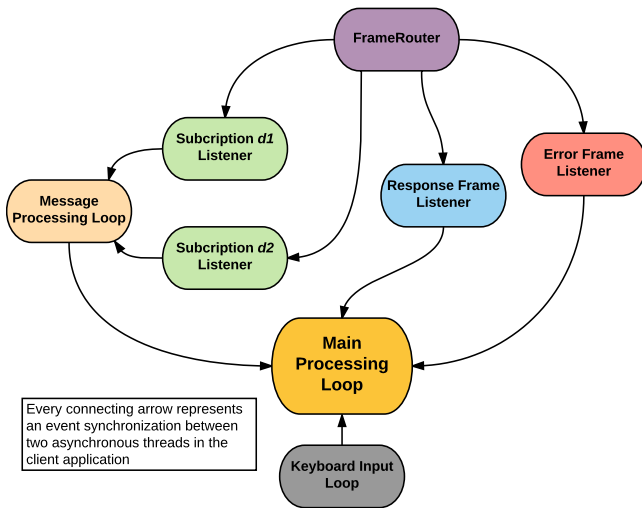 FrameRouter
Subcription d1
Listener
Error Frame
Listener
Response Frame
Listener
Message
Processing Loop
Subcription d2
Listener
Main
Processing
Loop
Every connecting arrow represents
an event synchronization between
two asynchronous threads in the
client application
Keyboard Input
Loop